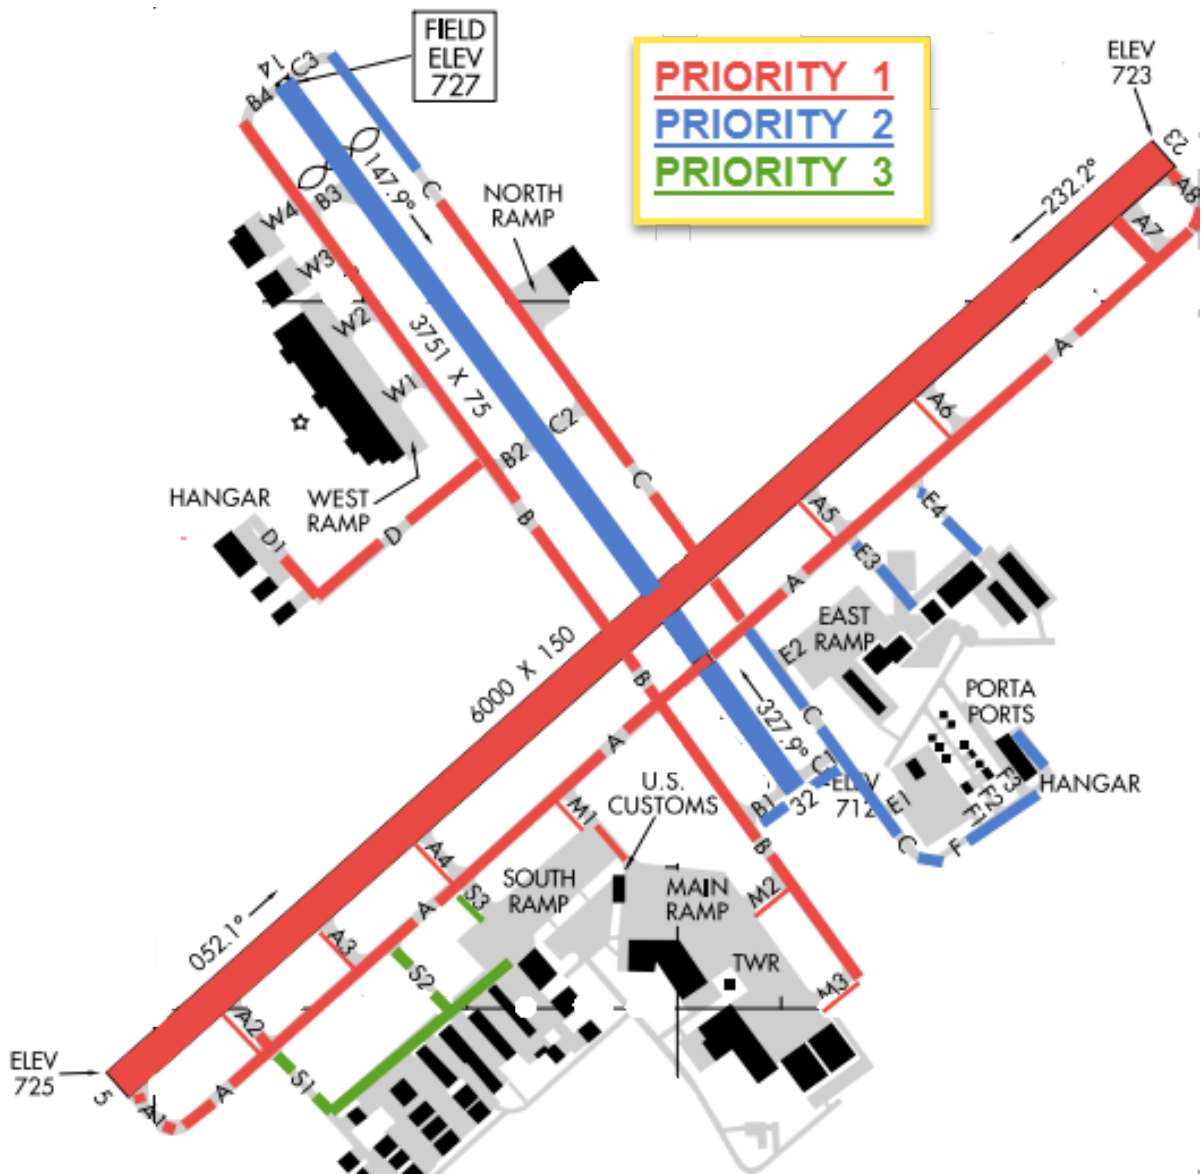 FIELD
ELEV
727
PRIORITY 1
PRIORITY 2
PRIORITY 3
ELEV
723
14
C3
B4
23
A8
A7
232.2°
147.9°
C
NORTH
RAMP
B3
W4
W3
W2
W1
3751 X 75
A
A6
C2
B2
C
HANGAR
WEST
RAMP
D1
D
B
A5
E4
E3
A
EAST
RAMP
E2
6000 X 150
B
PORTA
PORTS
327.9°
C
C1
A
U.S.
CUSTOMS
M1
B1
32
ELEV
712
E1
F3
F2
F1
HANGAR
F
C
B
A4
S3
SOUTH
RAMP
MAIN
RAMP
M2
A
052.1°
A3
S2
TWR
M3
A2
ELEV
725
5
A1
A
S1